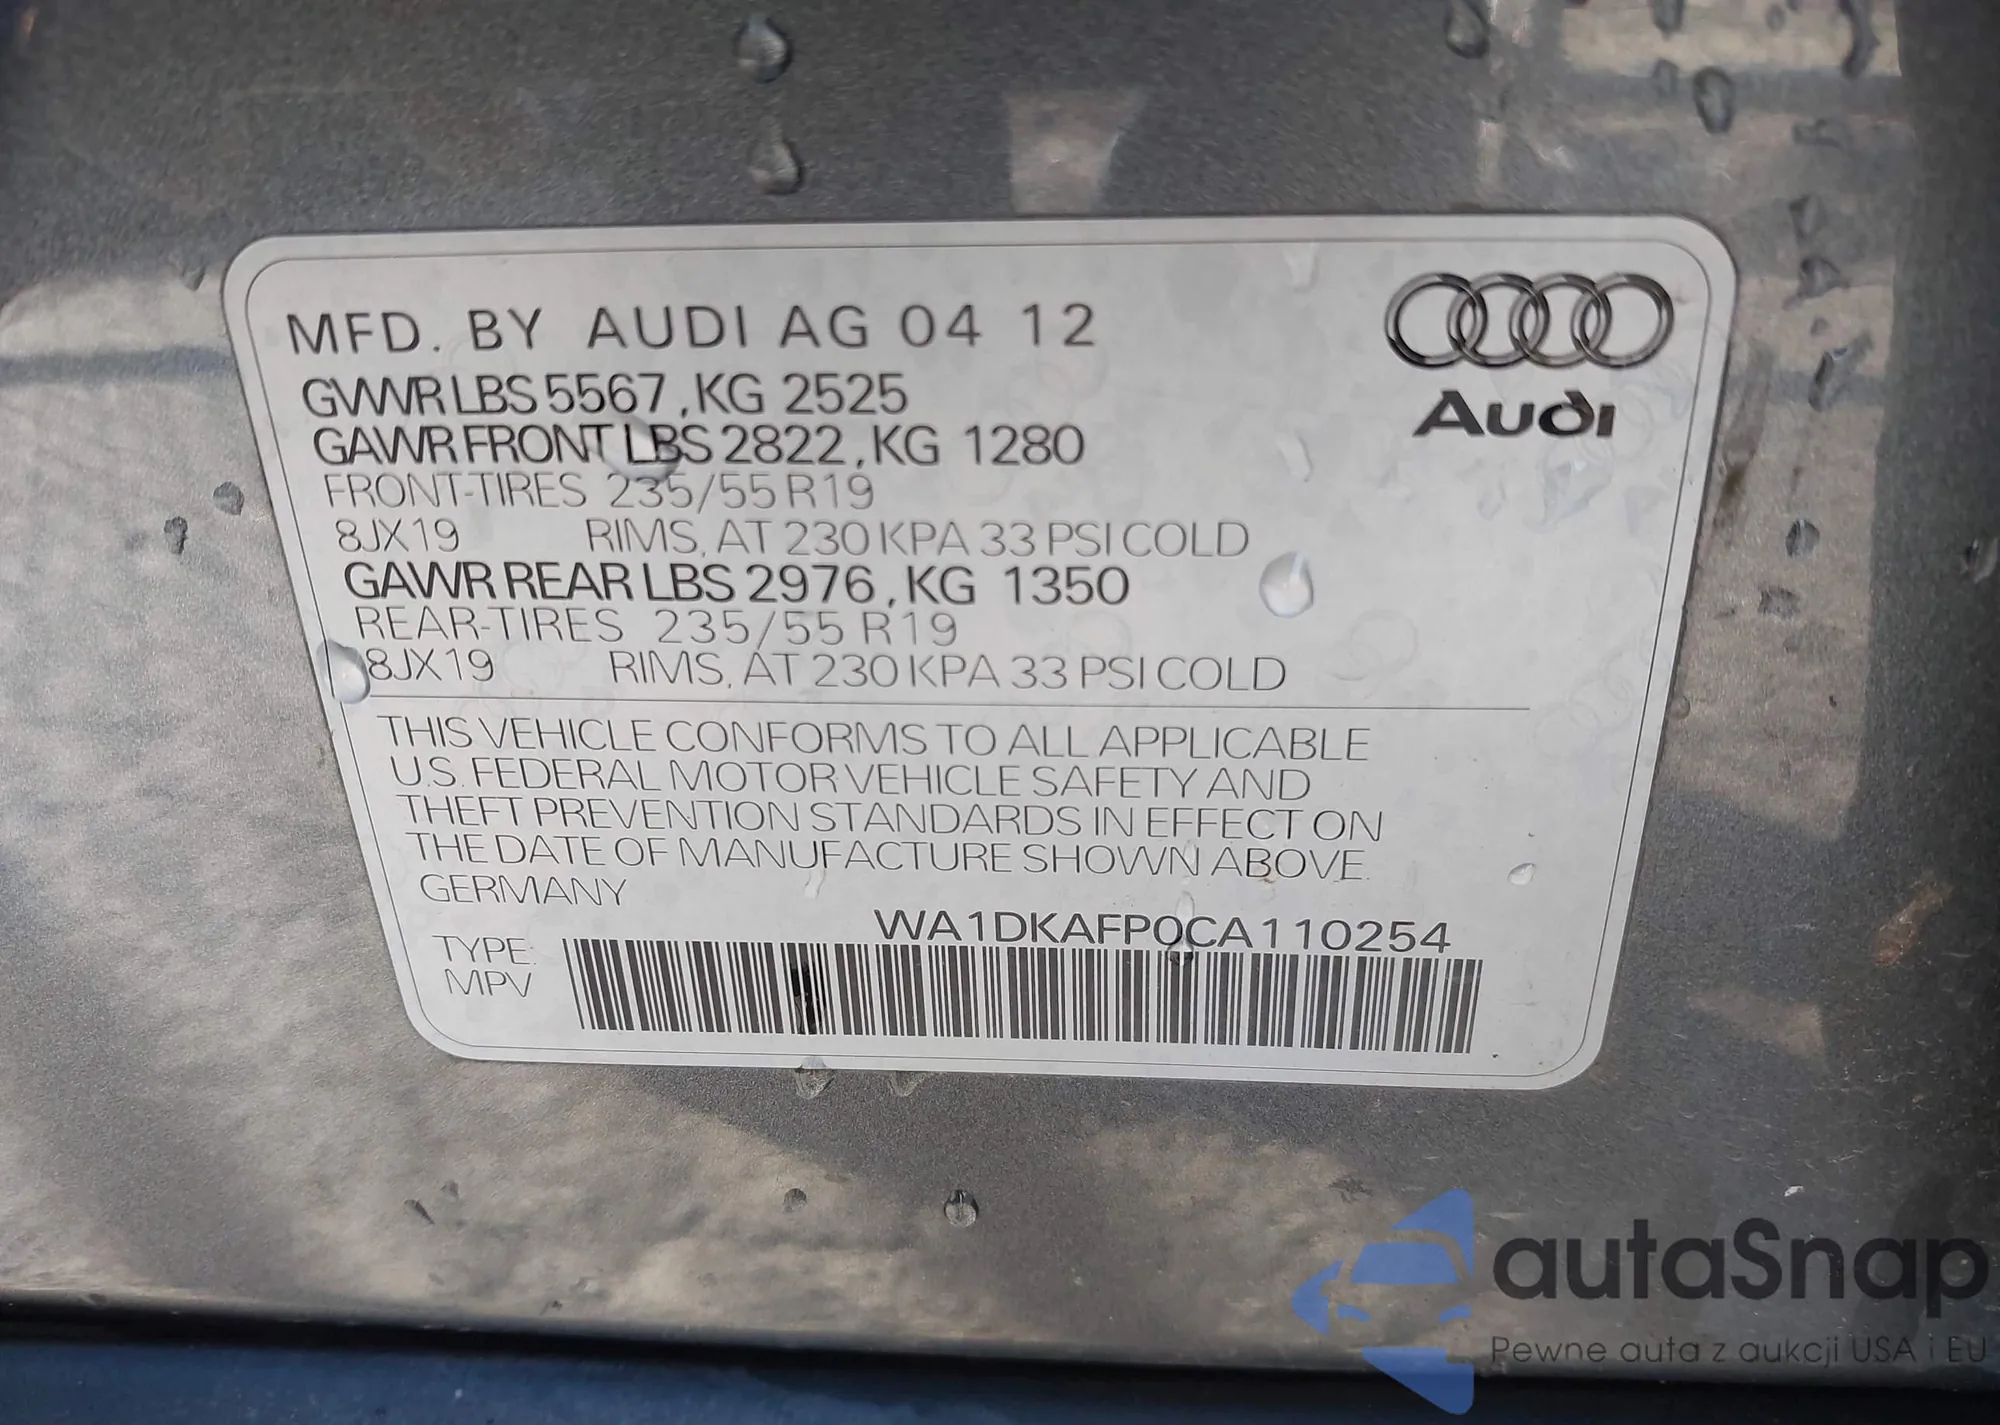 MFD. BY AUDI AG 04 12
GVWR LBS 5567, KG 2525
GAWR FRONT LBS 2822, KG 1280
FRONT-TIRES 235/55 R19
8JX19 RIMS, AT 230 KPA 33 PSI COLD
GAWR REAR LBS 2976, KG 1350
REAR-TIRES 235/55 R19
8JX19 RIMS, AT 230 KPA 33 PSI COLD
Audi
THIS VEHICLE CONFORMS TO ALL APPLICABLE
U.S. FEDERAL MOTOR VEHICLE SAFETY AND
THEFT PREVENTION STANDARDS IN EFFECT ON
THE DATE OF MANUFACTURE SHOWN ABOVE.
GERMANY
WA1DKAFP0CA110254
TYPE:
MPV
autaSnap
Pewne auta z aukcji USA i EU